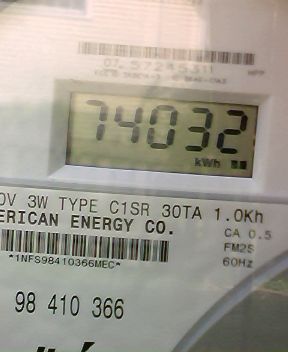 74032
kWh
0V 3W TYPE C1SR 30TA 1.0Kh
ERICAN ENERGY CO.
CA 0.5
FM2S
60Hz
*1NFS98410366MEC*
98 410 366